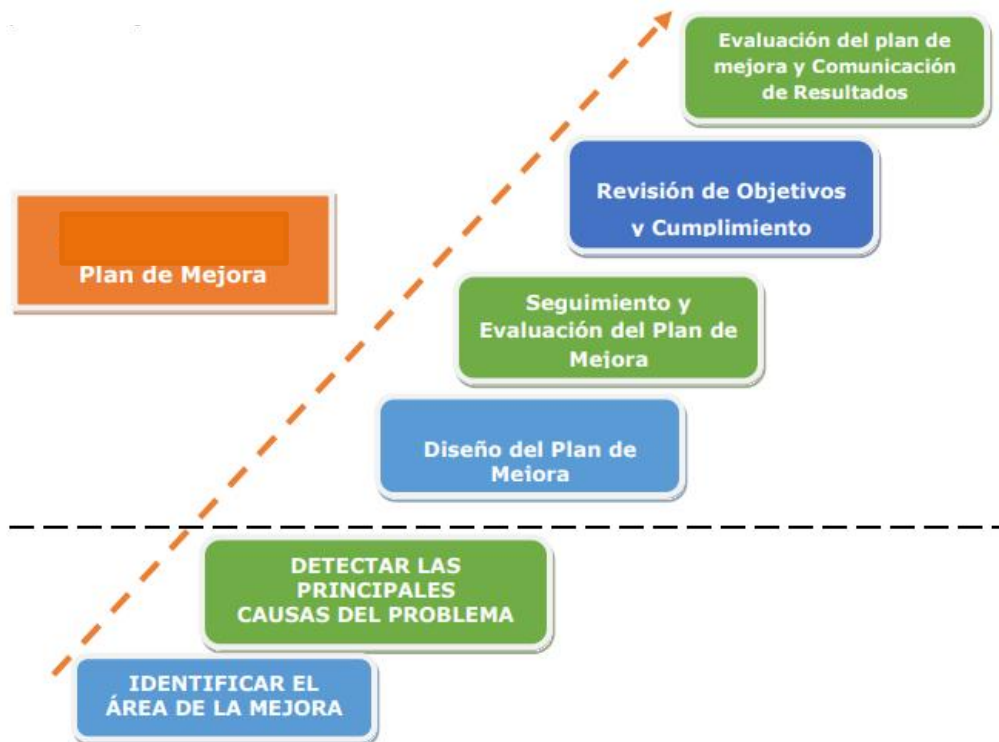 Evaluación del plan de
mejora y Comunicación
de Resultados
Revisión de Objetivos
y Cumplimiento
Plan de Mejora
Seguimiento y
Evaluación del Plan de
Mejora
Diseño del Plan de
Mejora
DETECTAR LAS
PRINCIPALES
CAUSAS DEL PROBLEMA
IDENTIFICAR EL
ÁREA DE LA MEJORA